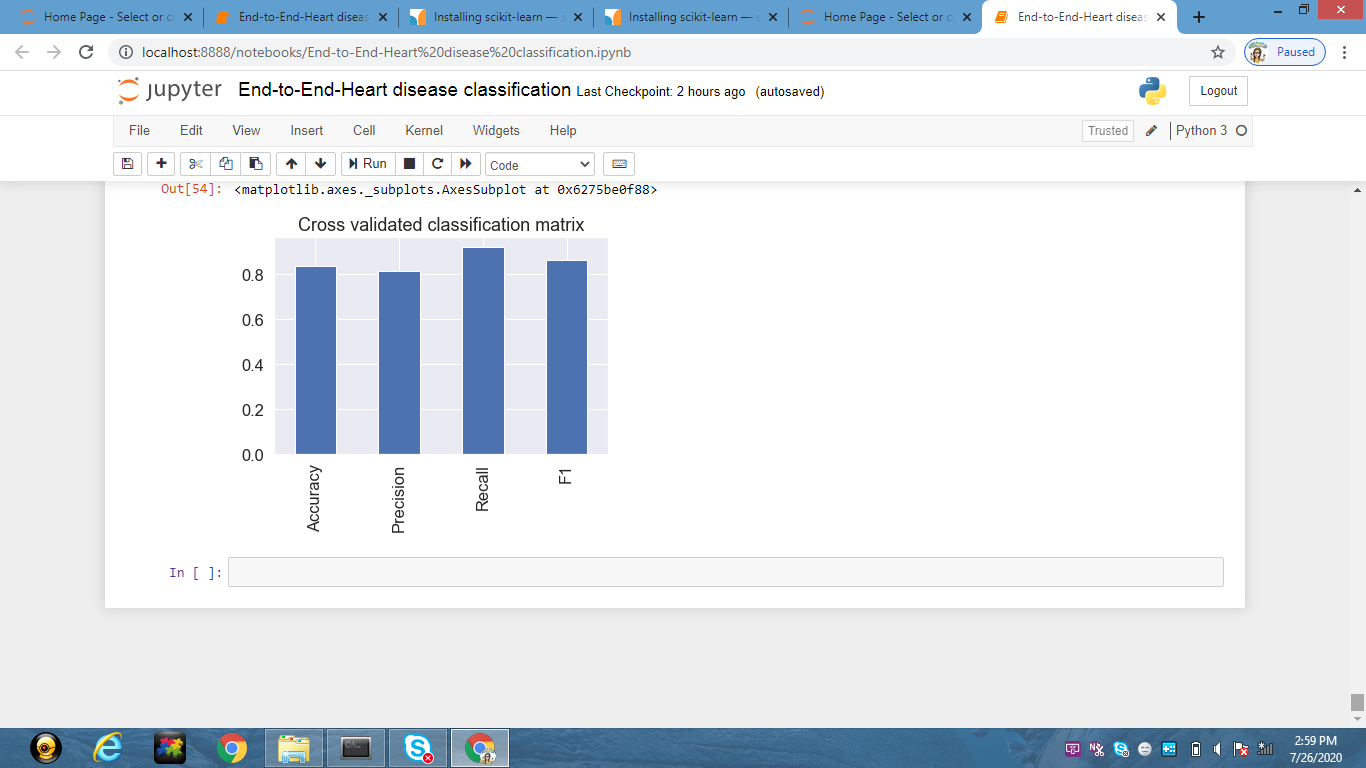 Home Page - Select or c
End-to-End-Heart diseas
Installing scikit-learn — s
Installing scikit-learn — s
Home Page - Select or c
End-to-End-Heart diseas
localhost:8888/notebooks/End-to-End-Heart%20disease%20classification.ipynb
Paused
jupyter End-to-End-Heart disease classification Last Checkpoint: 2 hours ago (autosaved)
Logout
File Edit View Insert Cell Kernel Widgets Help
Trusted
Python 3
Run
Code
Out[54]: <matplotlib.axes._subplots.AxesSubplot at 0x6275be0f88>
Cross validated classification matrix
0.8
0.6
0.4
0.2
0.0
Accuracy
Precision
Recall
F1
In [ ]:
2:59 PM
7/26/2020